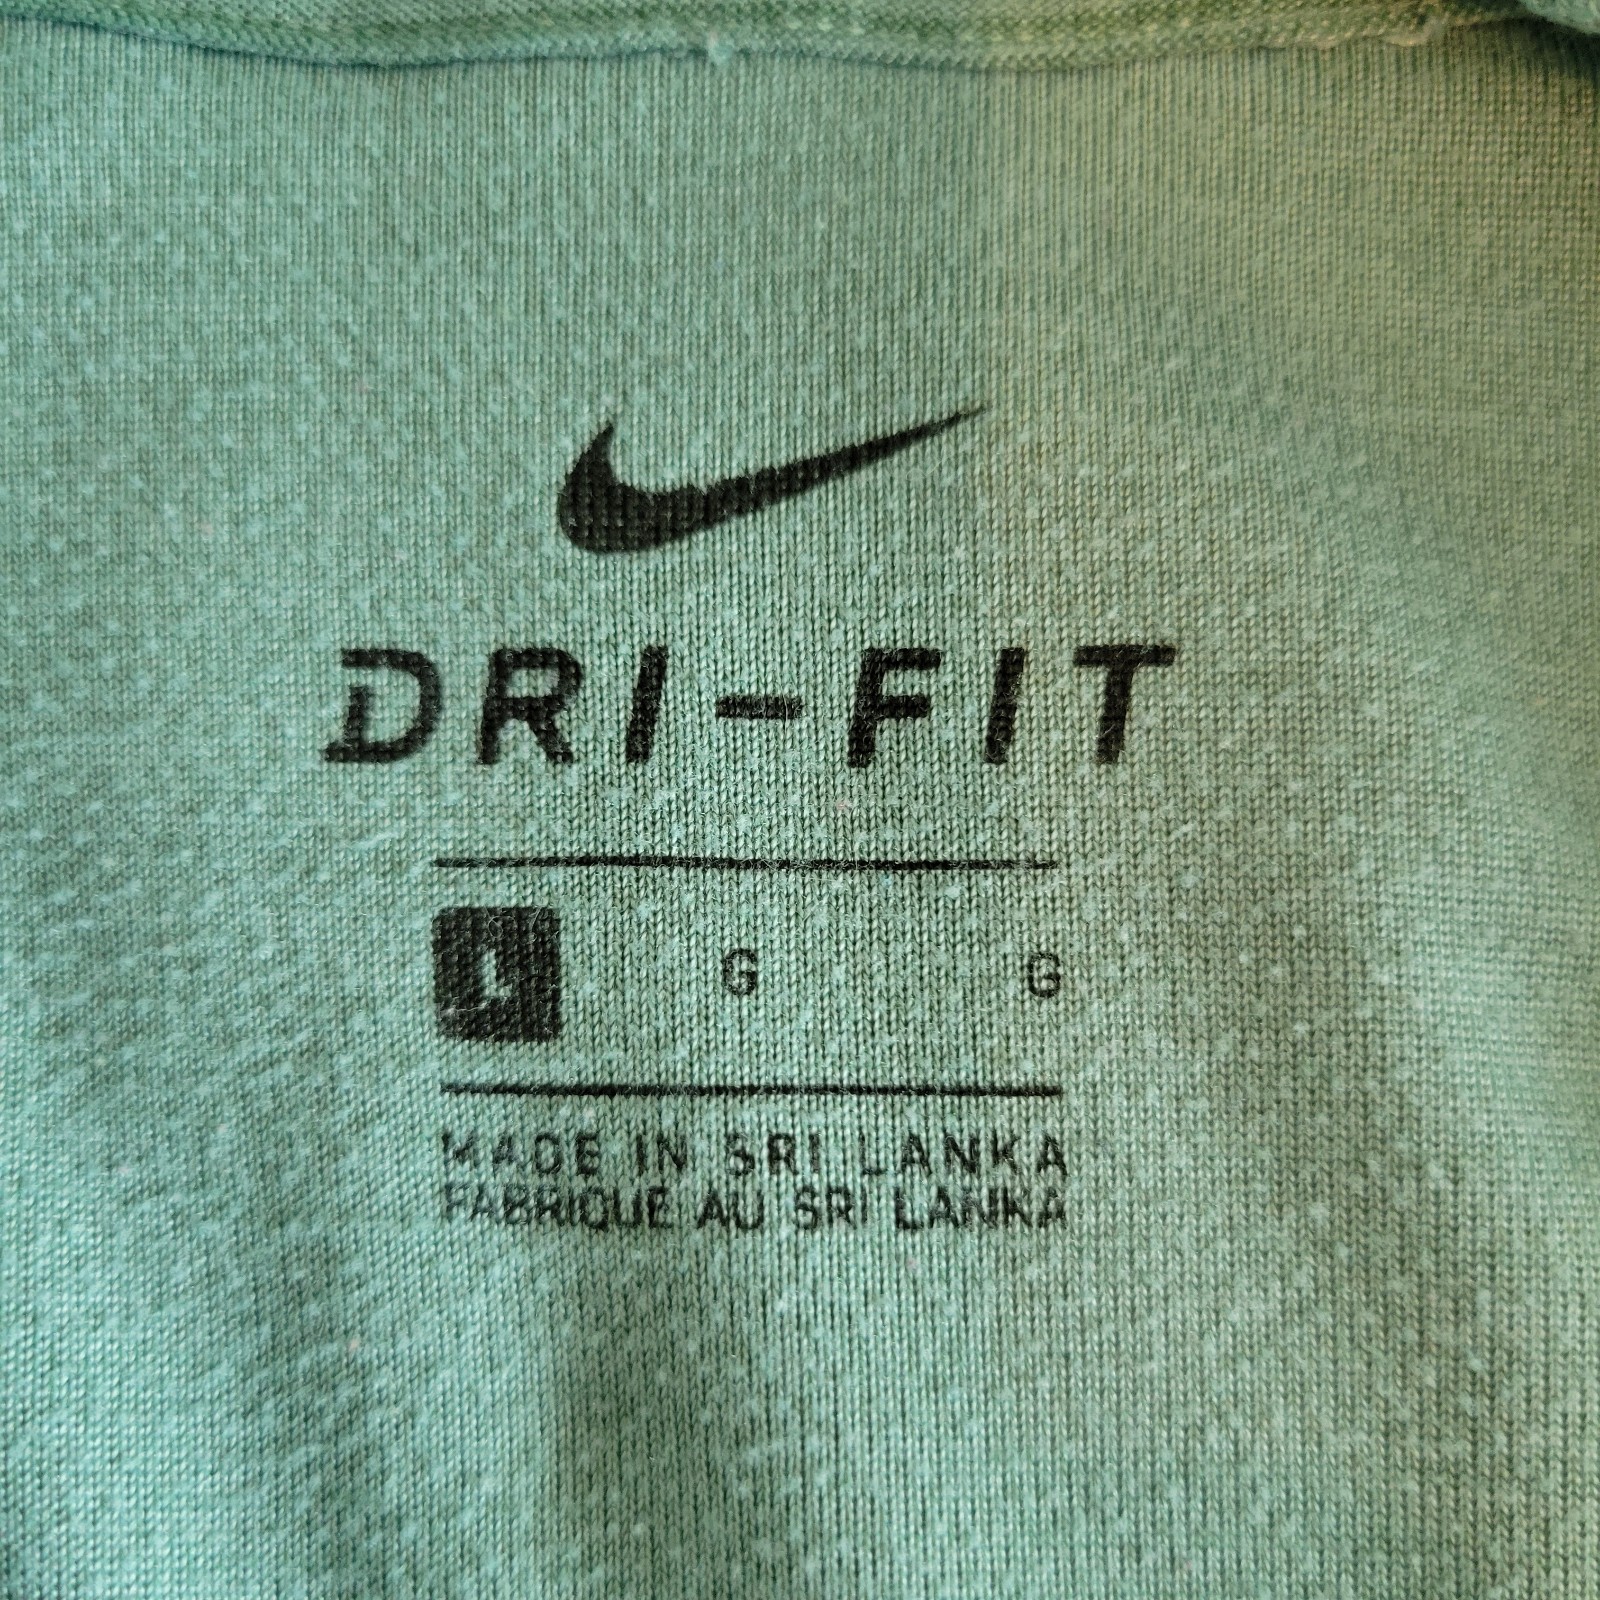 DRI-FIT
L G G
MADE IN SRI LANKA
FABRIQUE AU SRI LANKA